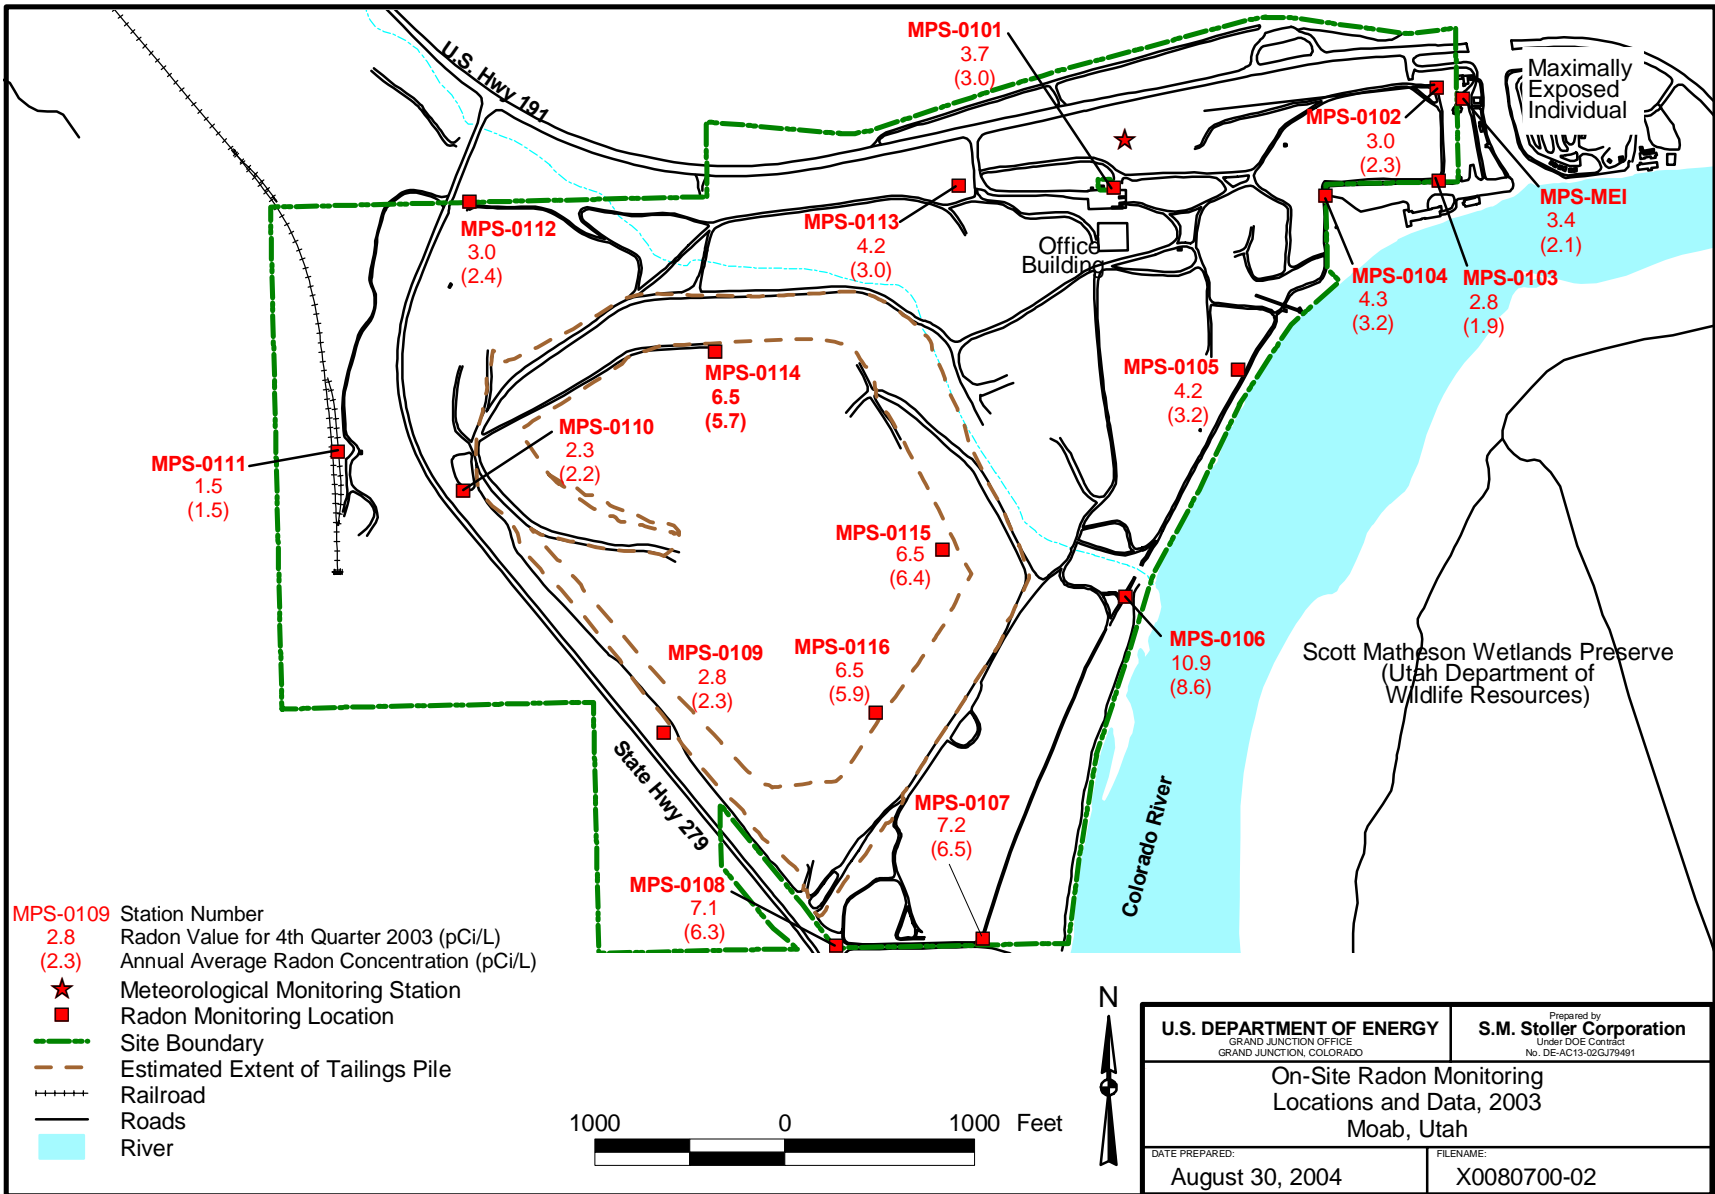 U.S. Hwy 191
MPS-0101
3.7
(3.0)
Maximally
Exposed
Individual
MPS-0102
3.0
(2.3)
MPS-MEI
3.4
(2.1)
MPS-0112
3.0
(2.4)
MPS-0113
4.2
(3.0)
Office
Building
MPS-0104
4.3
(3.2)
MPS-0103
2.8
(1.9)
MPS-0114
6.5
(5.7)
MPS-0105
4.2
(3.2)
MPS-0110
2.3
(2.2)
MPS-0111
1.5
(1.5)
MPS-0115
6.5
(6.4)
MPS-0109
2.8
(2.3)
MPS-0116
6.5
(5.9)
MPS-0106
10.9
(8.6)
Scott Matheson Wetlands Preserve
(Utah Department of
Wildlife Resources)
State Hwy 279
MPS-0107
7.2
(6.5)
Colorado River
MPS-0108
7.1
(6.3)
MPS-0109 Station Number
2.8 Radon Value for 4th Quarter 2003 (pCi/L)
(2.3) Annual Average Radon Concentration (pCi/L)
Meteorological Monitoring Station
Radon Monitoring Location
Site Boundary
Estimated Extent of Tailings Pile
Railroad
Roads
River
1000 0 1000 Feet
N
U.S. DEPARTMENT OF ENERGY
GRAND JUNCTION OFFICE
GRAND JUNCTION, COLORADO
Prepared by
S.M. Stoller Corporation
Under DOE Contract
No. DE-AC13-02GJ79491
On-Site Radon Monitoring
Locations and Data, 2003
Moab, Utah
DATE PREPARED:
August 30, 2004
FILENAME:
X0080700-02